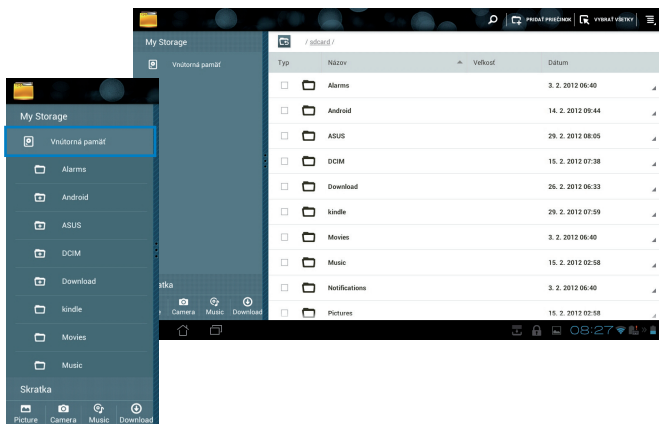 PRIDAŤ PRIEČINOK VYBRAŤ VŠETKY
My Storage
Vnútorná pamäť
/ sdcard /
Typ Názov Veľkosť Dátum
Alarms 3. 2. 2012 06:40
Android 14. 2. 2012 09:44
ASUS 29. 2. 2012 08:05
DCIM 15. 2. 2012 07:38
Download 26. 2. 2012 06:33
kindle 29. 2. 2012 07:59
Movies 3. 2. 2012 06:40
Music 15. 2. 2012 02:58
Notifications 3. 2. 2012 06:40
Pictures 15. 2. 2012 02:58
atka
e Camera Music Download
08:27
My Storage
Vnútorná pamäť
Alarms
Android
ASUS
DCIM
Download
kindle
Movies
Music
Skratka
Picture Camera Music Download